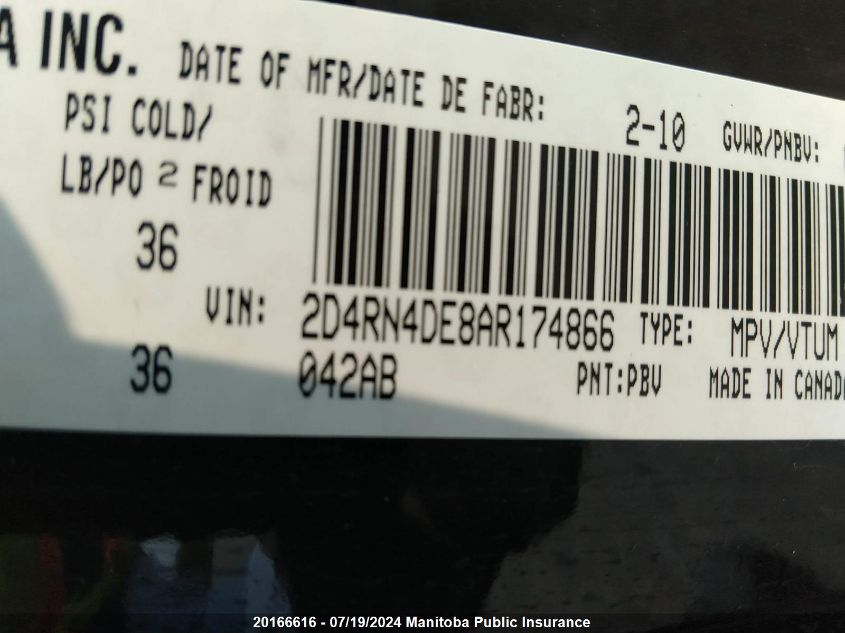 A INC. DATE OF MFR/DATE DE FABR: 2-10 GVWR/PNBV:
PSI COLD/
LB/PO 2 FROID
36
VIN: 2D4RN4DE8AR174866 TYPE: MPV/VTUM
36 042AB PNT:PBV MADE IN CANADA
20166616 - 07/19/2024 Manitoba Public Insurance